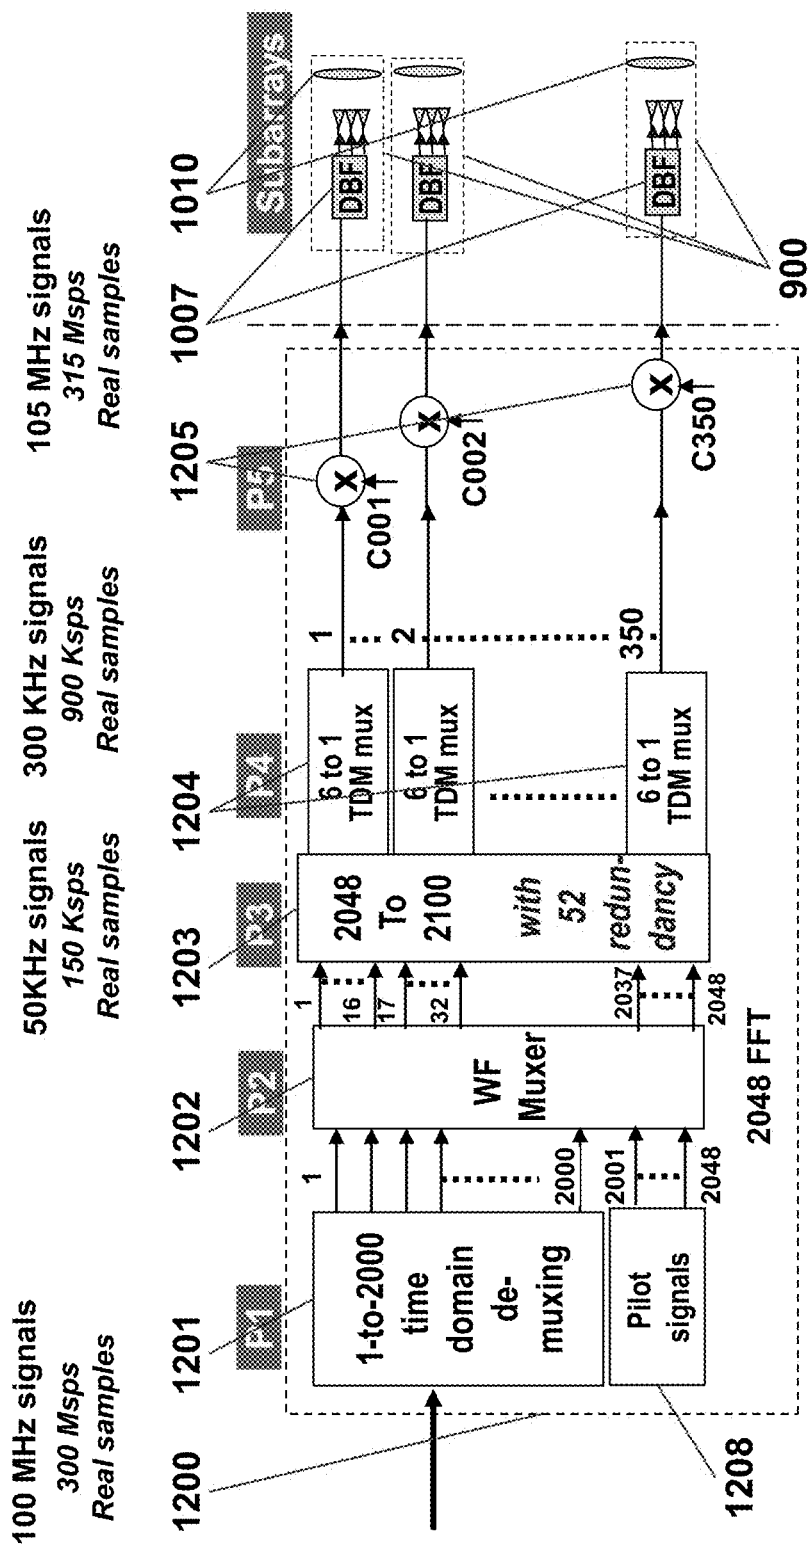 100 MHz signals
300 Msps
Real samples
50KHz signals
150 Ksps
Real samples
300 KHz signals
900 Ksps
Real samples
105 MHz signals
315 Msps
Real samples
1200
1201
1202
1203
1204
1205
1007
1010
P1
P2
P3
P4
P5
Subarrays
1-to-2000
time
domain
de-
muxing
Pilot
signals
1208
1
2000
2001
2048
WF
Muxer
1
16
17
32
2037
2048
2048
To
2100
with
52
redun-
dancy
6 to 1
TDM mux
6 to 1
TDM mux
6 to 1
TDM mux
1
2
350
X
C001
X
C002
X
C350
DBF
DBF
DBF
900
2048 FFT